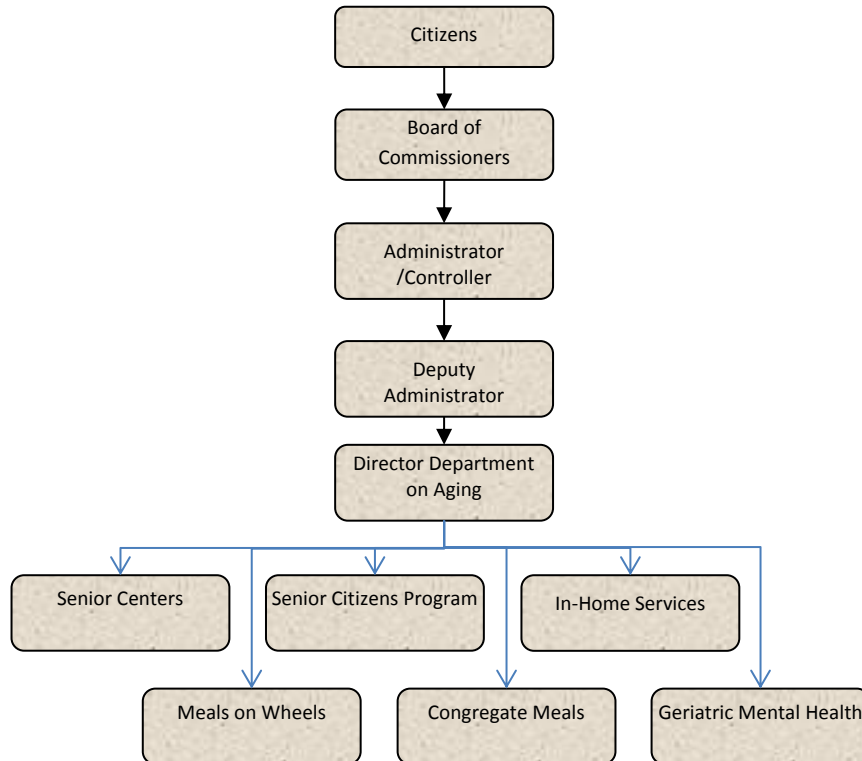 Citizens
Board of
Commissioners
Administrator
/Controller
Deputy
Administrator
Director Department
on Aging
Senior Centers
Senior Citizens Program
In-Home Services
Meals on Wheels
Congregate Meals
Geriatric Mental Health